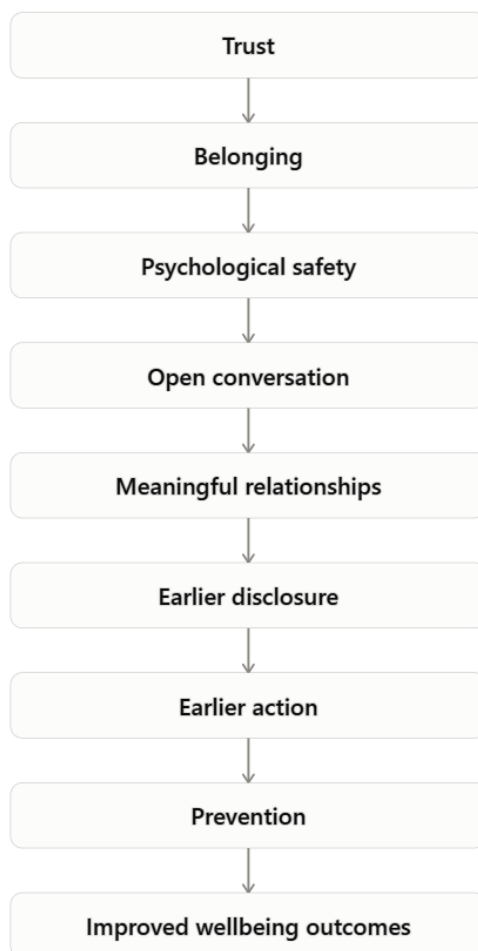 Trust
Belonging
Psychological safety
Open conversation
Meaningful relationships
Earlier disclosure
Earlier action
Prevention
Improved wellbeing outcomes